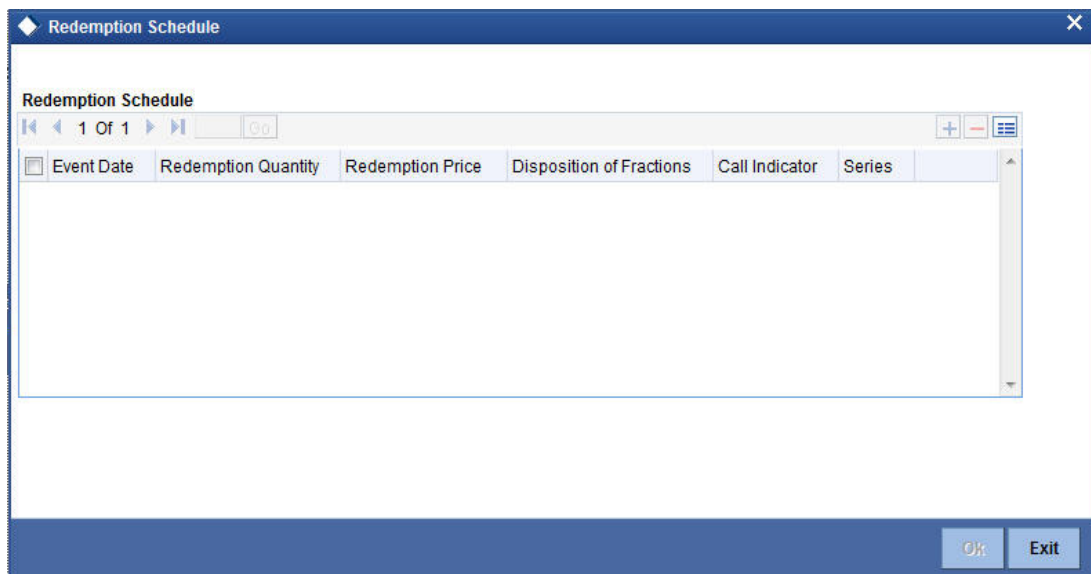 Redemption Schedule
Redemption Schedule
1 Of 1 Go
Event Date Redemption Quantity Redemption Price Disposition of Fractions Call Indicator Series
Ok Exit